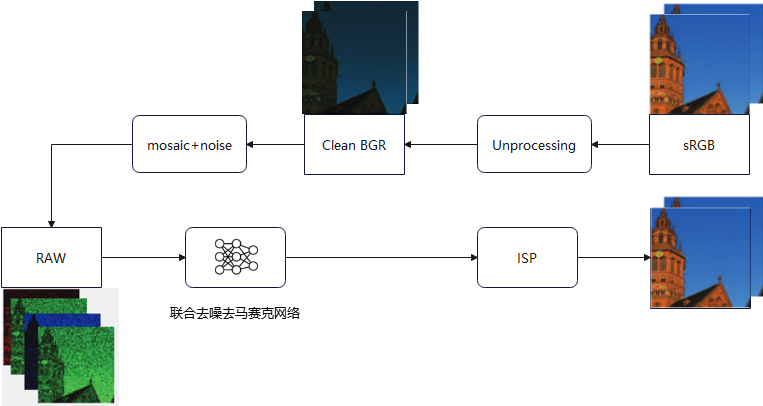 mosaic+noise
Clean BGR
Unprocessing
sRGB
RAW
ISP
联合去噪去马赛克网络